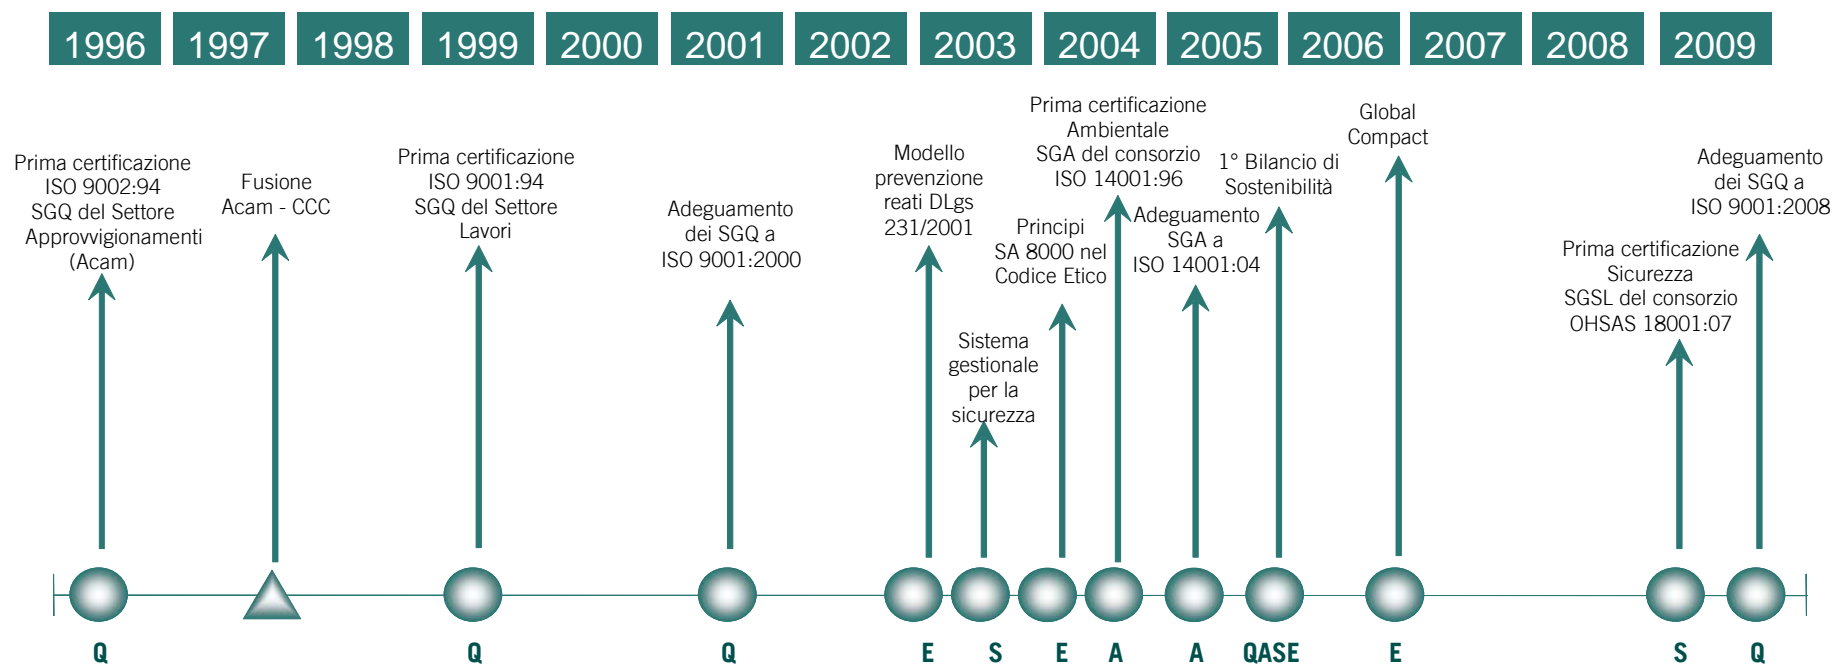 1996 1997 1998 1999 2000 2001 2002 2003 2004 2005 2006 2007 2008 2009
Prima certificazione
ISO 9002:94
SGQ del Settore
Approvvigionamenti
(Acam)
Fusione
Acam - CCC
Prima certificazione
ISO 9001:94
SGQ del Settore
Lavori
Adeguamento
dei SGQ a
ISO 9001:2000
Modello
prevenzione
reati DLgs
231/2001
Sistema
gestionale
per la
sicurezza
Principi
SA 8000 nel
Codice Etico
Prima certificazione
Ambientale
SGA del consorzio
ISO 14001:96
Adeguamento
SGA a
ISO 14001:04
1° Bilancio di
Sostenibilità
Global
Compact
Prima certificazione
Sicurezza
SGSL del consorzio
OHSAS 18001:07
Adeguamento
dei SGQ a
ISO 9001:2008
Q Q Q E S E A A QASE E S Q